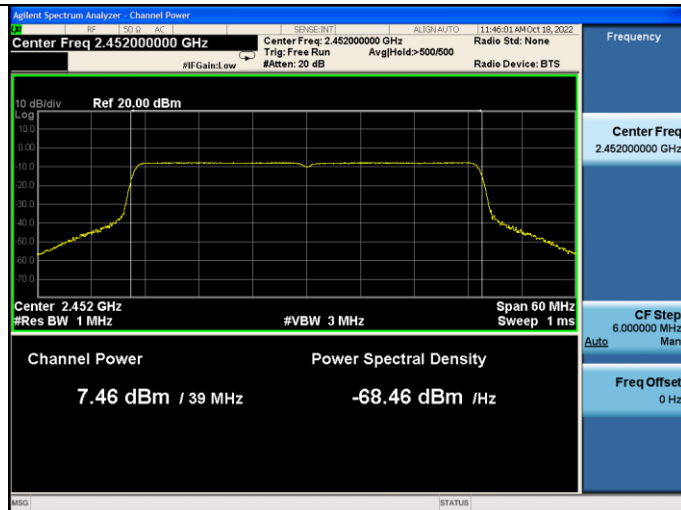 Agilent Spectrum Analyzer - Channel Power
LXI RF 50 Ω AC SENSE:INT ALIGN AUTO 11:46:01 AM Oct 18, 2022
Center Freq 2.452000000 GHz
Center Freq: 2.452000000 GHz
Radio Std: None
Trig: Free Run Avg|Hold:>500/500
#IFGain:Low
#Atten: 20 dB
Radio Device: BTS
10 dB/div Ref 20.00 dBm
Log
10.0
0.00
-10.0
-20.0
-30.0
-40.0
-50.0
-60.0
-70.0
Center 2.452 GHz Span 60 MHz
#Res BW 1 MHz #VBW 3 MHz Sweep 1 ms
Channel Power Power Spectral Density
7.46 dBm / 39 MHz -68.46 dBm /Hz
Frequency
Center Freq
2.452000000 GHz
CF Step
6.000000 MHz
Auto Man
Freq Offset
0 Hz
MSG STATUS